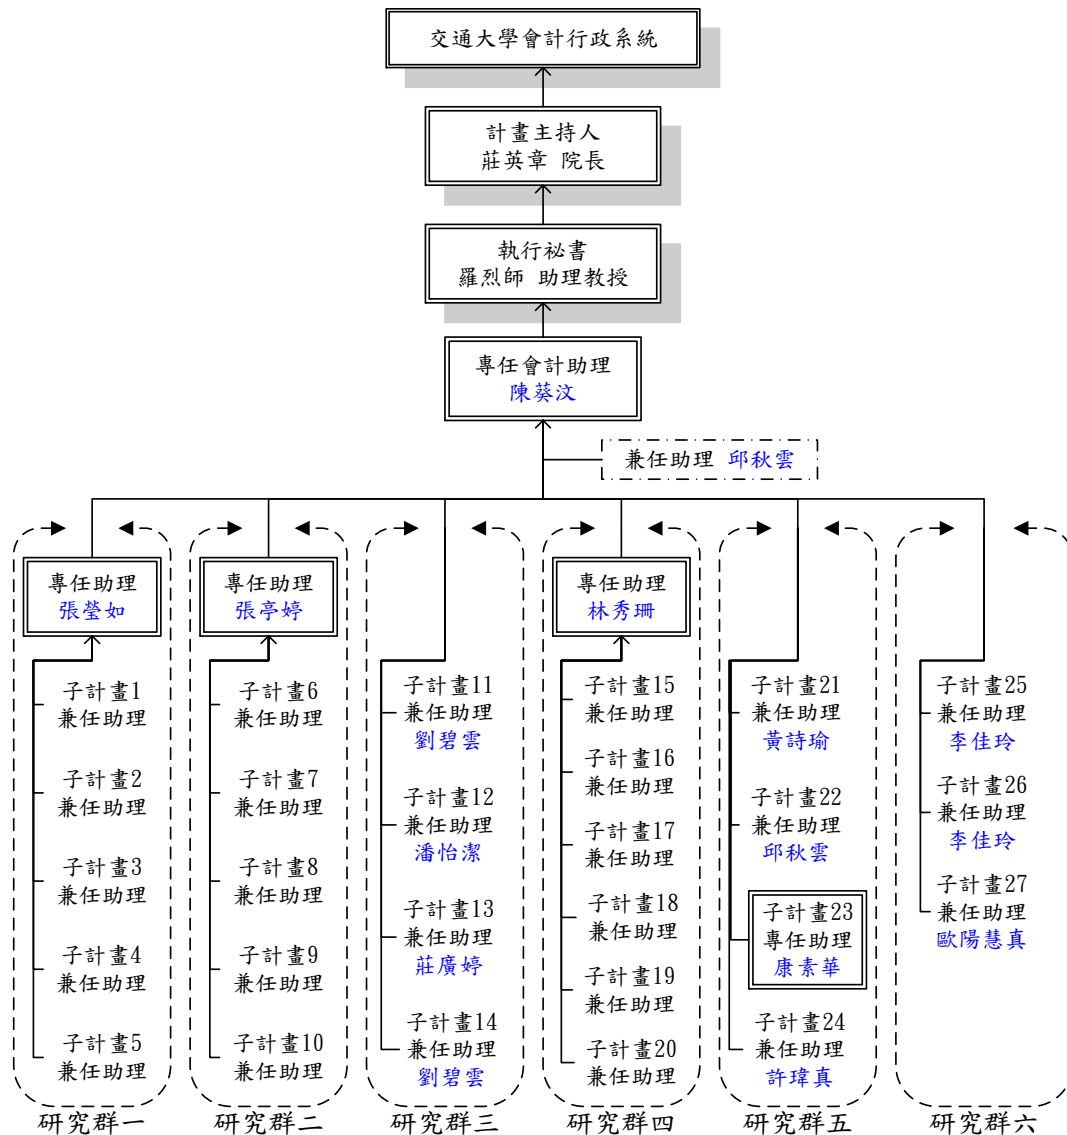 交通大學會計行政系統
計畫主持人
莊英章 院長
執行祕書
羅烈師 助理教授
專任會計助理
陳葵汶
兼任助理 邱秋雲
專任助理
張瑩如
子計畫1
兼任助理
子計畫2
兼任助理
子計畫3
兼任助理
子計畫4
兼任助理
子計畫5
兼任助理
研究群一
專任助理
張亭婷
子計畫6
兼任助理
子計畫7
兼任助理
子計畫8
兼任助理
子計畫9
兼任助理
子計畫10
兼任助理
研究群二
子計畫11
兼任助理
劉碧雲
子計畫12
兼任助理
潘怡潔
子計畫13
兼任助理
莊廣婷
子計畫14
兼任助理
劉碧雲
研究群三
專任助理
林秀珊
子計畫15
兼任助理
子計畫16
兼任助理
子計畫17
兼任助理
子計畫18
兼任助理
子計畫19
兼任助理
子計畫20
兼任助理
研究群四
子計畫21
兼任助理
黃詩瑜
子計畫22
兼任助理
邱秋雲
子計畫23
專任助理
康素華
子計畫24
兼任助理
許瑋真
研究群五
子計畫25
兼任助理
李佳玲
子計畫26
兼任助理
李佳玲
子計畫27
兼任助理
歐陽慧真
研究群六